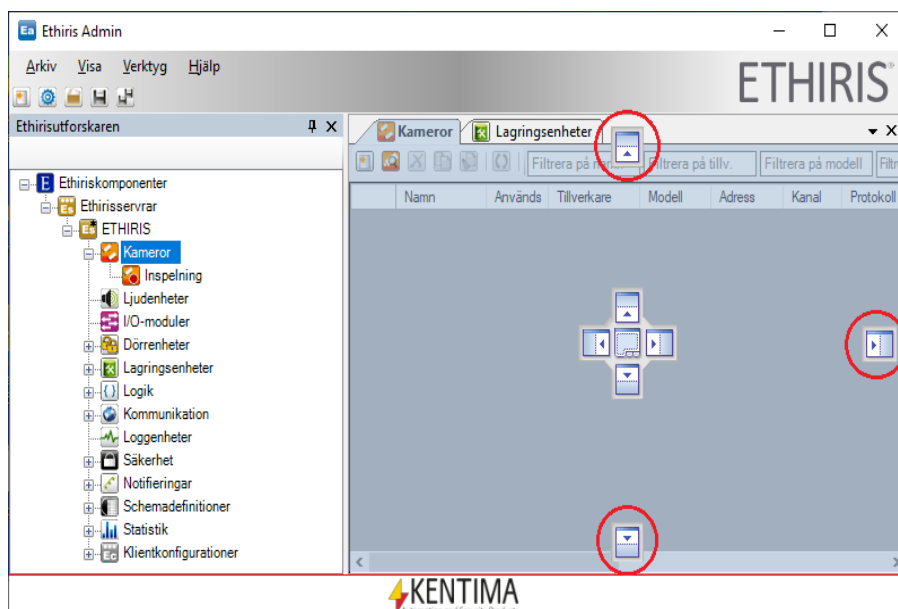 Ethiris Admin
Arkiv Visa Verktyg Hjälp
ETHIRIS
Ethirisutforskaren
Kameror Lagringsenheter
Filtrera på Filtrera på tillv. Filtrera på modell
Namn Används Tillverkare Modell Adress Kanal Protokoll
Ethiriskomponenter
Ethirisservrar
ETHIRIS
Kameror
Inspelning
Ljudenheter
I/O-moduler
Dörrenheter
Lagringsenheter
Logik
Kommunikation
Loggenheter
Säkerhet
Notifieringar
Schemadefinitioner
Statistik
Klientkonfigurationer
KENTIMA